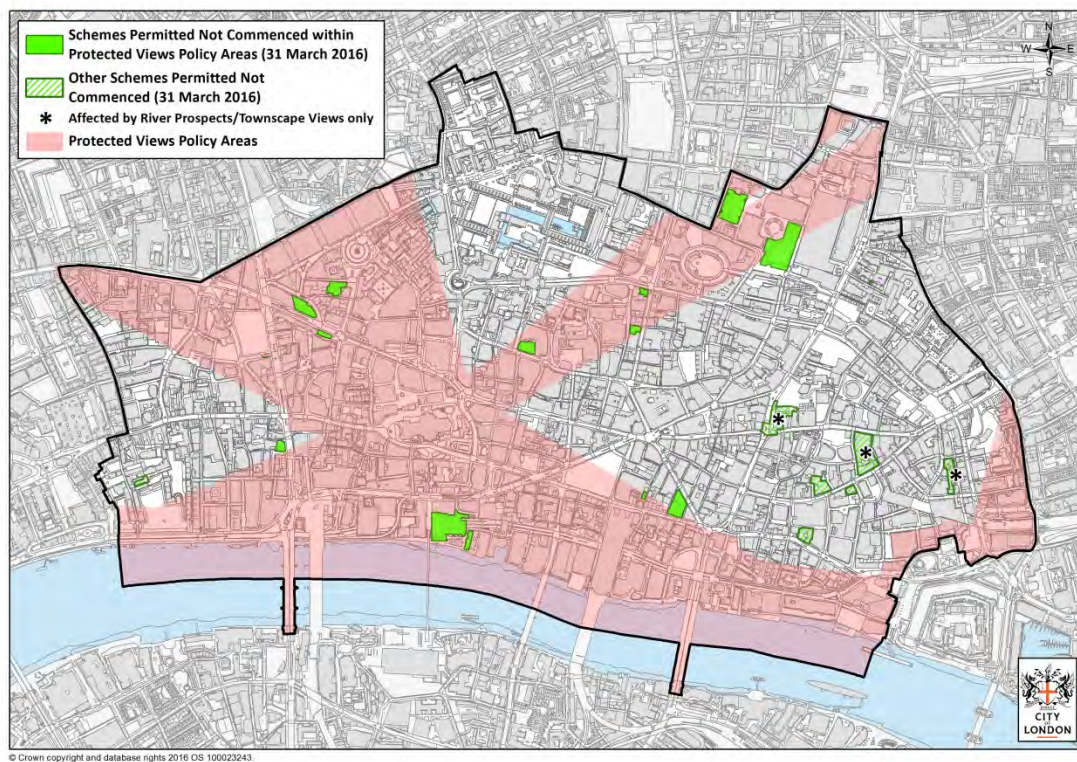 Schemes Permitted Not Commenced within
Protected Views Policy Areas (31 March 2016)
Other Schemes Permitted Not
Commenced (31 March 2016)
* Affected by River Prospects/Townscape Views only
Protected Views Policy Areas
N
W E
S
* 
*
*
CITY
OF
LONDON
© Crown copyright and database rights 2016 OS 100023243.